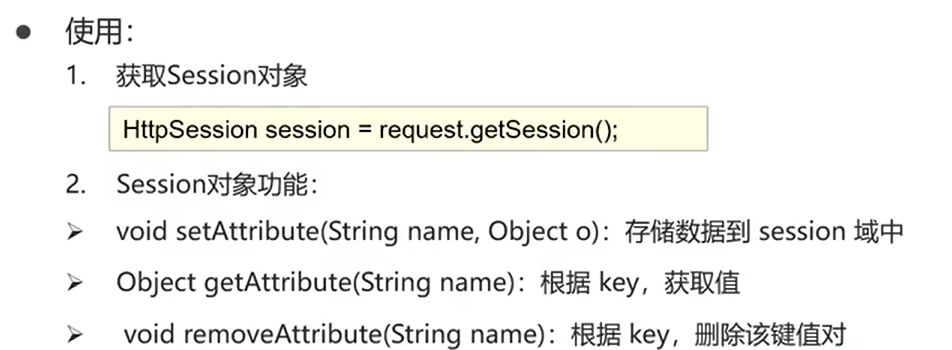 ● 使用：
1. 获取Session对象
HttpSession session = request.getSession();
2. Session对象功能：
➢ void setAttribute(String name, Object o)：存储数据到 session 域中
➢ Object getAttribute(String name)：根据 key，获取值
➢ void removeAttribute(String name)：根据 key，删除该键值对